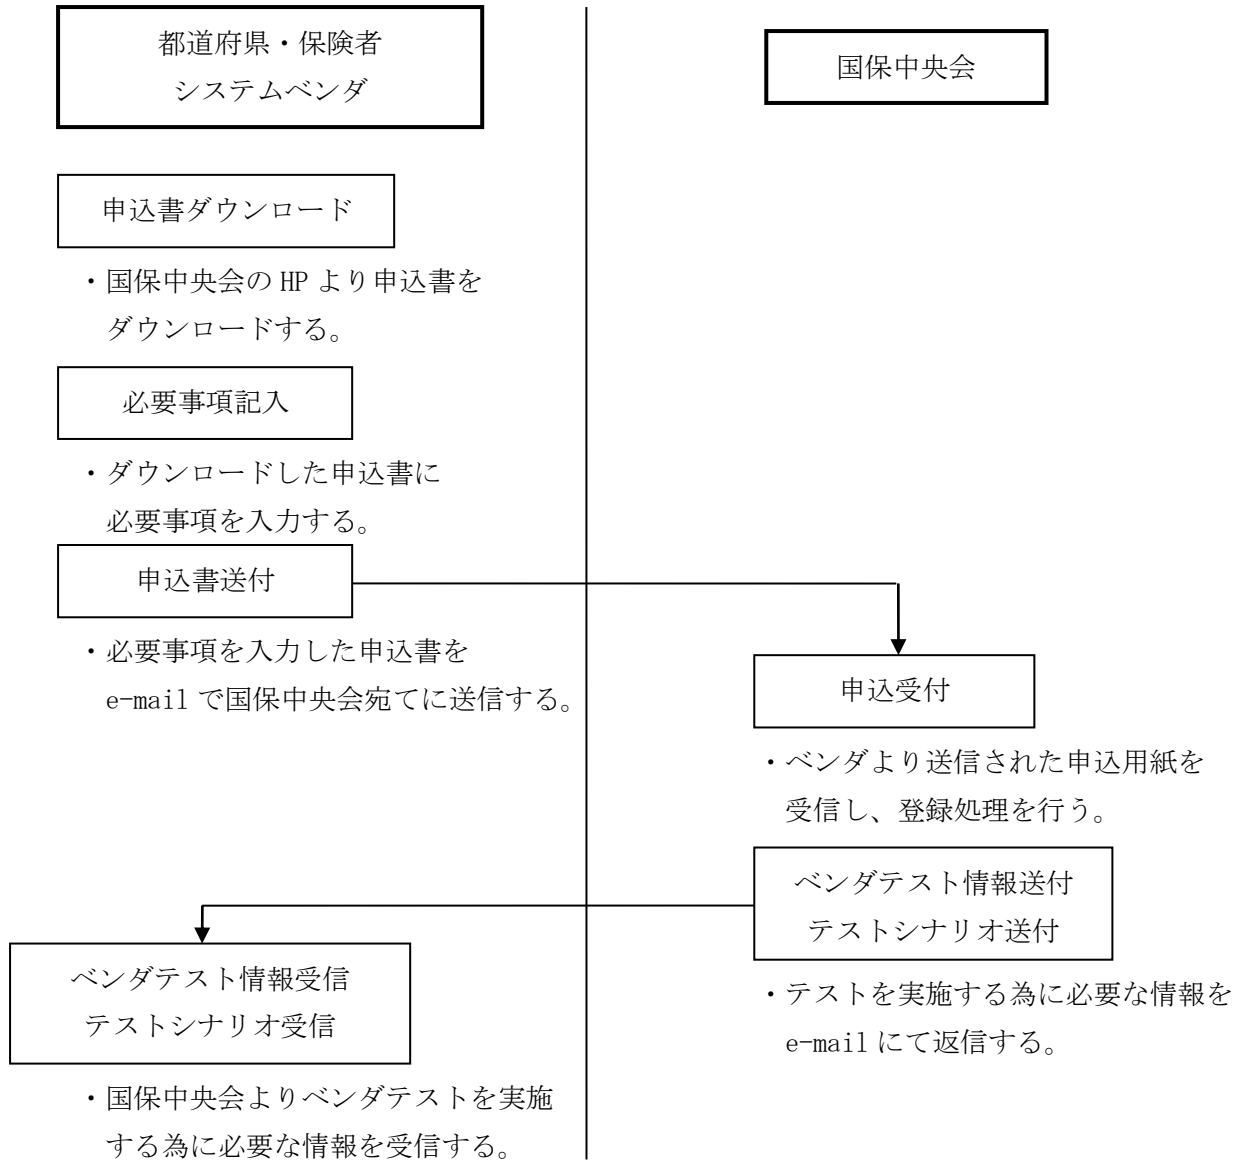 都道府県・保険者
システムベンダ
国保中央会
申込書ダウンロード
・国保中央会の HP より申込書を
ダウンロードする。
必要事項記入
・ダウンロードした申込書に
必要事項を入力する。
申込書送付
・必要事項を入力した申込書を
e-mail で国保中央会宛てに送信する。
申込受付
・ベンダより送信された申込用紙を
受信し、登録処理を行う。
ベンダテスト情報送付
テストシナリオ送付
・テストを実施する為に必要な情報を
e-mail にて返信する。
ベンダテスト情報受信
テストシナリオ受信
・国保中央会よりベンダテストを実施
する為に必要な情報を受信する。